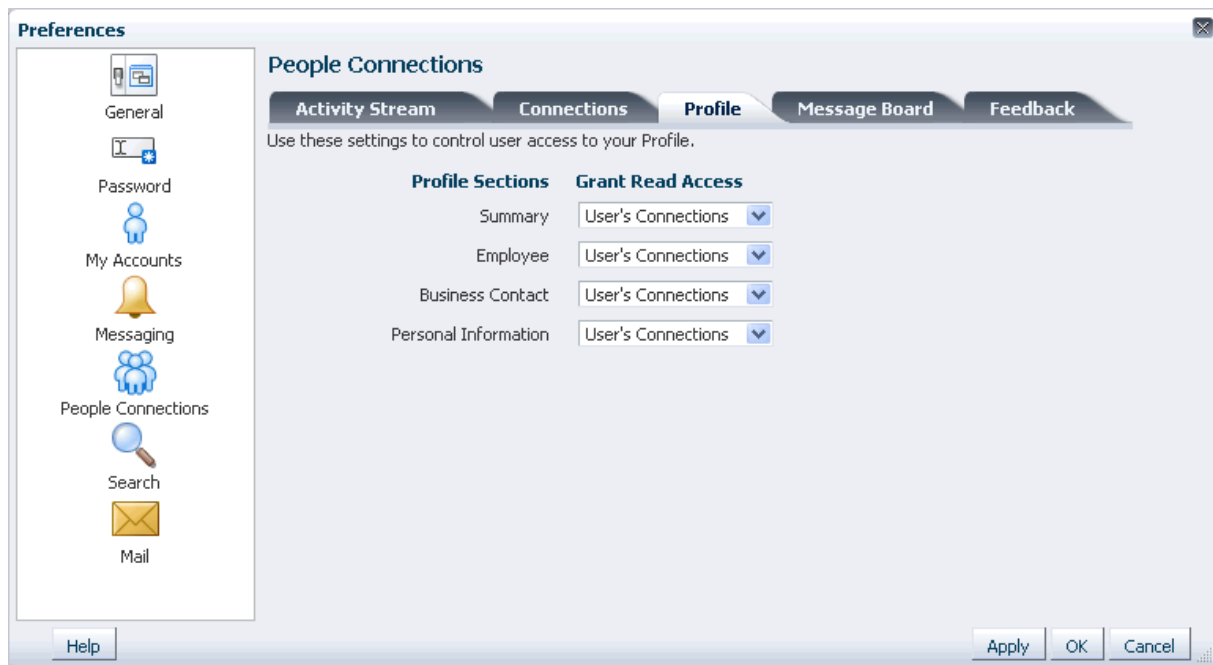 Preferences
General
Password
My Accounts
Messaging
People Connections
Search
Mail
People Connections
Activity Stream Connections Profile Message Board Feedback
Use these settings to control user access to your Profile.
Profile Sections Grant Read Access
Summary User's Connections
Employee User's Connections
Business Contact User's Connections
Personal Information User's Connections
Help Apply OK Cancel